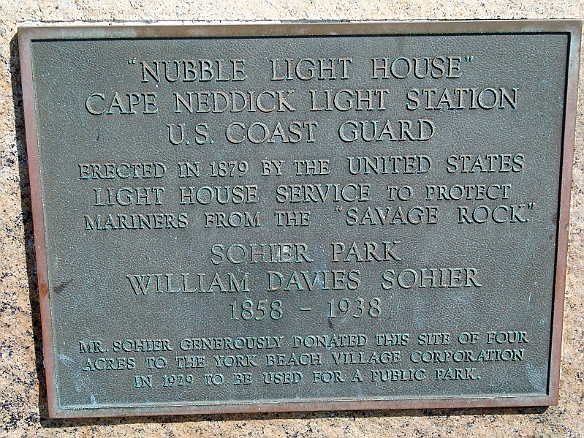 "NUBBLE LIGHT HOUSE"
CAPE NEDDICK LIGHT STATION
U.S. COAST GUARD
ERECTED IN 1879 BY THE UNITED STATES
LIGHT HOUSE SERVICE TO PROTECT
MARINERS FROM THE "SAVAGE ROCK"
SOHIER PARK
WILLIAM DAVIES SOHIER
1858 - 1938
MR. SOHIER GENEROUSLY DONATED THIS SITE OF FOUR
ACRES TO THE YORK BEACH VILLAGE CORPORATION
IN 1929 TO BE USED FOR A PUBLIC PARK.